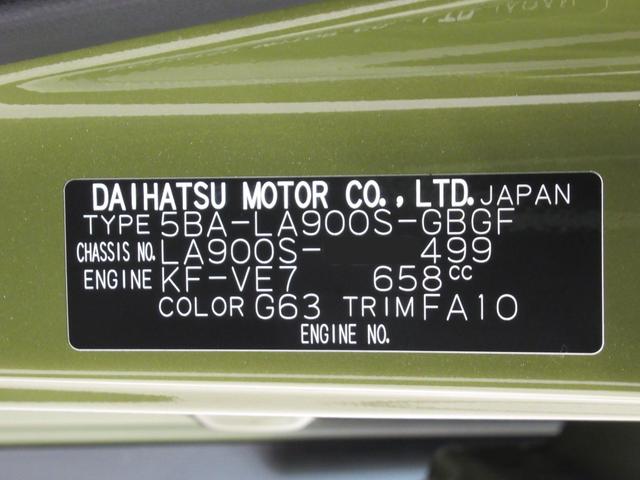 DAIHATSU MOTOR CO., LTD. JAPAN
TYPE 5BA-LA900S-GBGF
CHASSIS NO. LA900S- 499
ENGINE KF-VE7 658cc
COLOR G63 TRIM FA10
ENGINE NO.